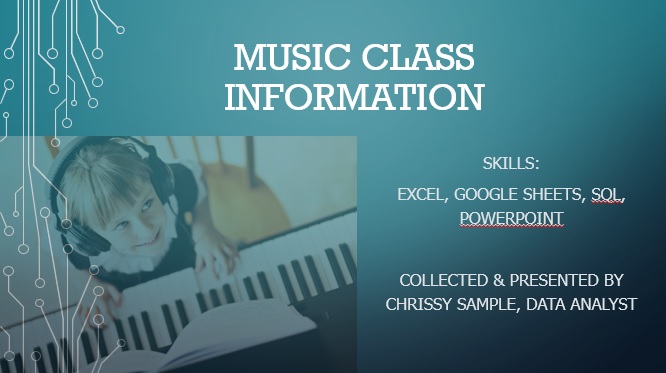 MUSIC CLASS
INFORMATION
SKILLS:
EXCEL, GOOGLE SHEETS, SQL,
POWERPOINT
COLLECTED & PRESENTED BY
CHRISSY SAMPLE, DATA ANALYST